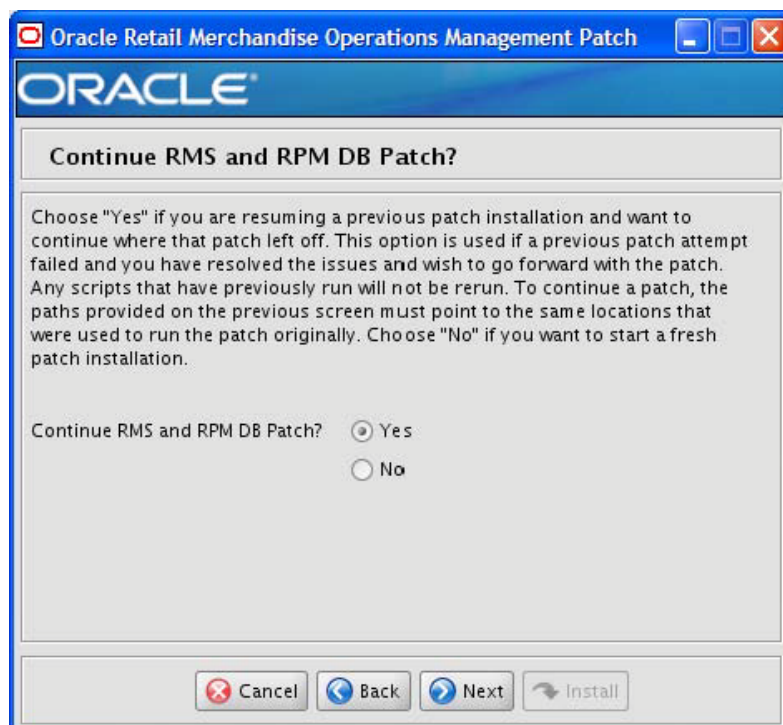 Oracle Retail Merchandise Operations Management Patch
ORACLE
Continue RMS and RPM DB Patch?
Choose "Yes" if you are resuming a previous patch installation and want to
continue where that patch left off. This option is used if a previous patch attempt
failed and you have resolved the issues and wish to go forward with the patch.
Any scripts that have previously run will not be rerun. To continue a patch, the
paths provided on the previous screen must point to the same locations that
were used to run the patch originally. Choose "No" if you want to start a fresh
patch installation.
Continue RMS and RPM DB Patch? Yes
No
Cancel Back Next Install